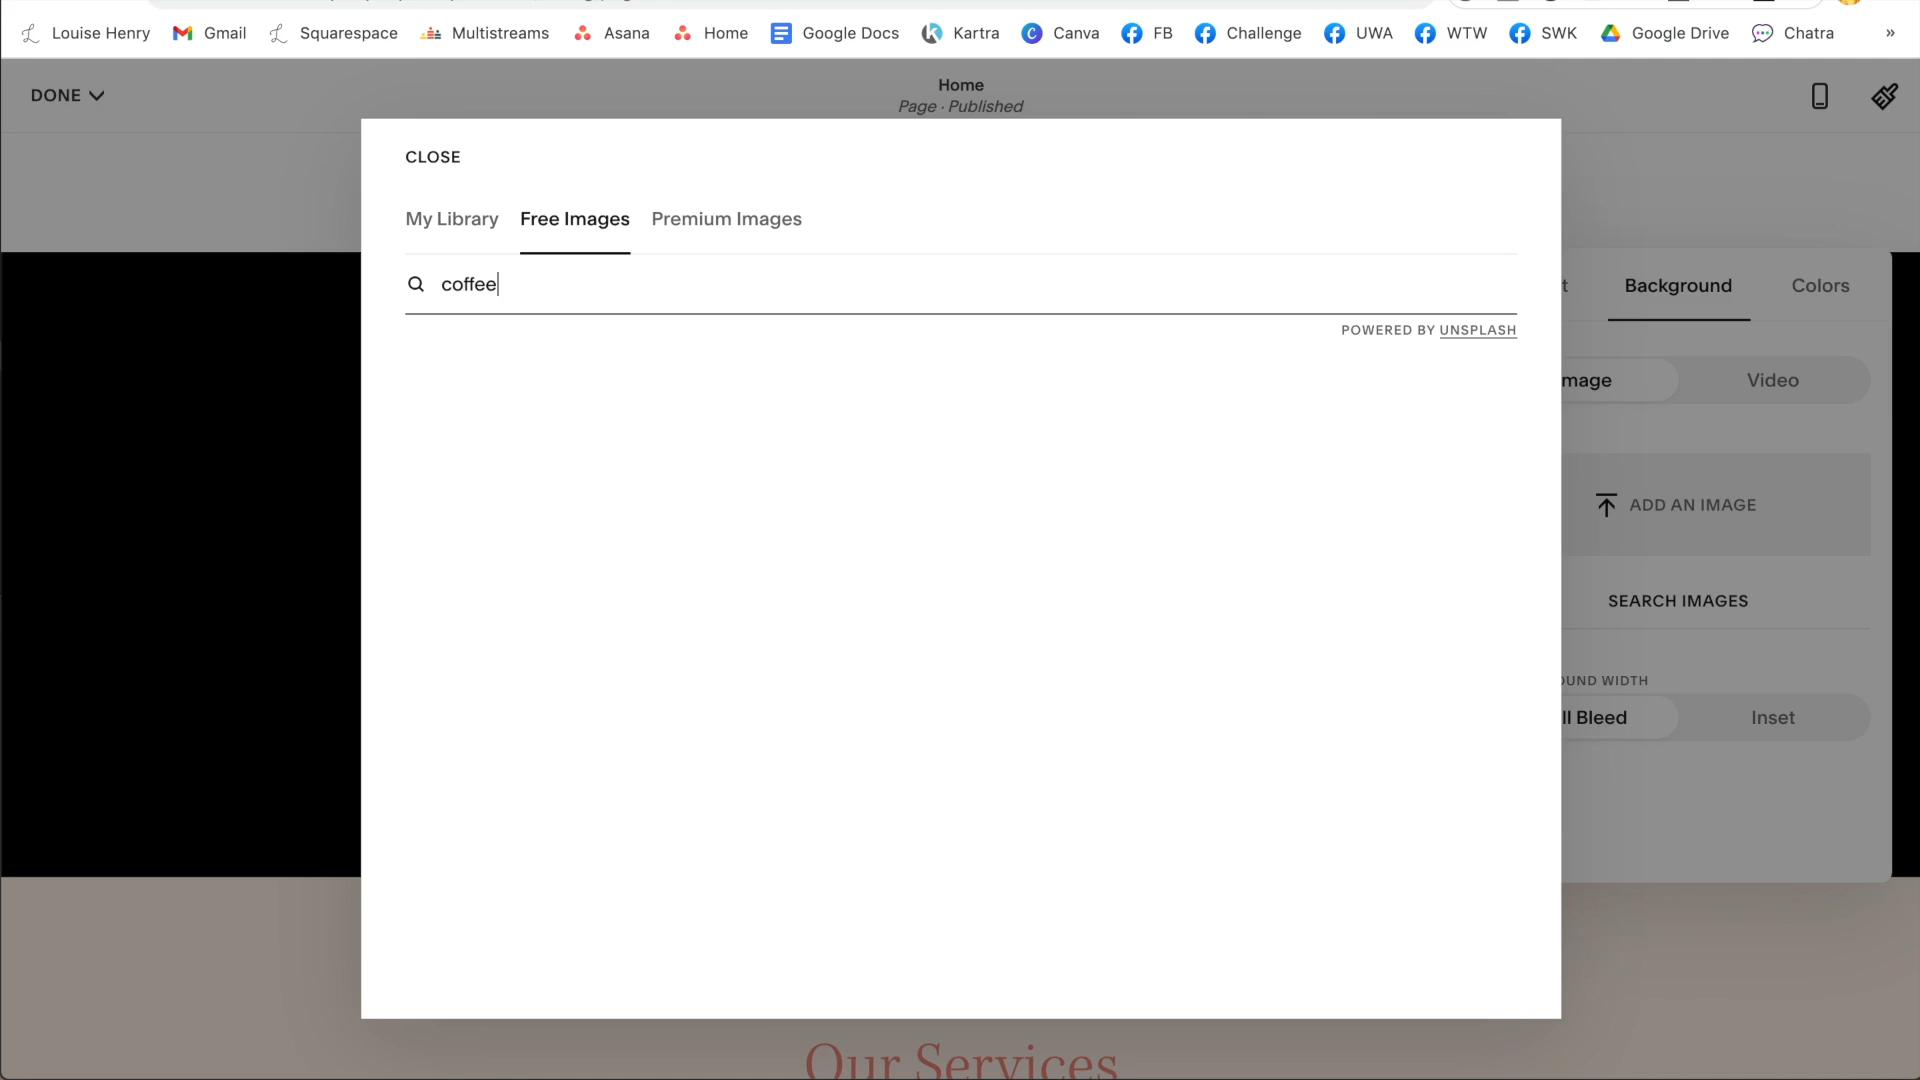 Louise Henry Gmail Squarespace Multistreams Asana Home Google Docs Kartra Canva FB Challenge UWA WTW SWK Google Drive Chatra »
DONE
Home
Page · Published
CLOSE
My Library Free Images Premium Images
coffee
POWERED BY UNSPLASH
t Background Colors
mage Video
ADD AN IMAGE
SEARCH IMAGES
OUND WIDTH
ll Bleed Inset
Our Services